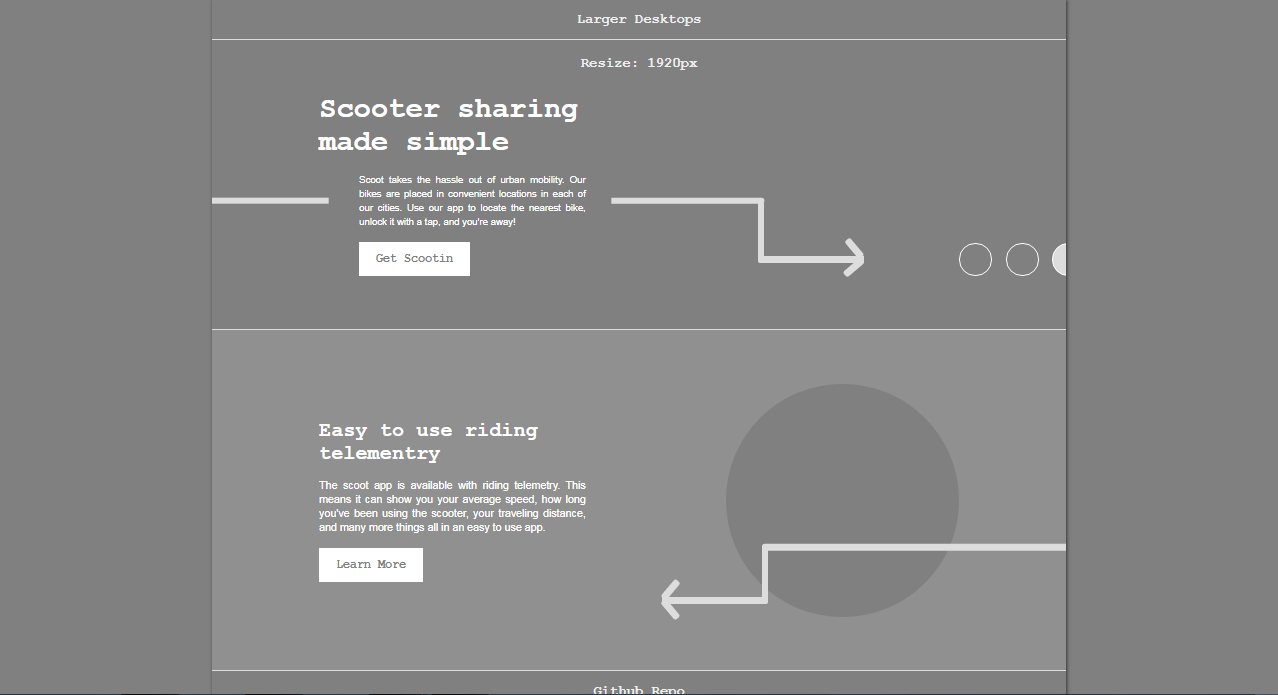 Larger Desktops
Resize: 1920px
Scooter sharing
made simple
Scoot takes the hassle out of urban mobility. Our
bikes are placed in convenient locations in each of
our cities. Use our app to locate the nearest bike,
unlock it with a tap, and you're away!
Get Scootin
Easy to use riding
telementry
The scoot app is available with riding telemetry. This
means it can show you your average speed, how long
you've been using the scooter, your traveling distance,
and many more things all in an easy to use app.
Learn More
Github Repo